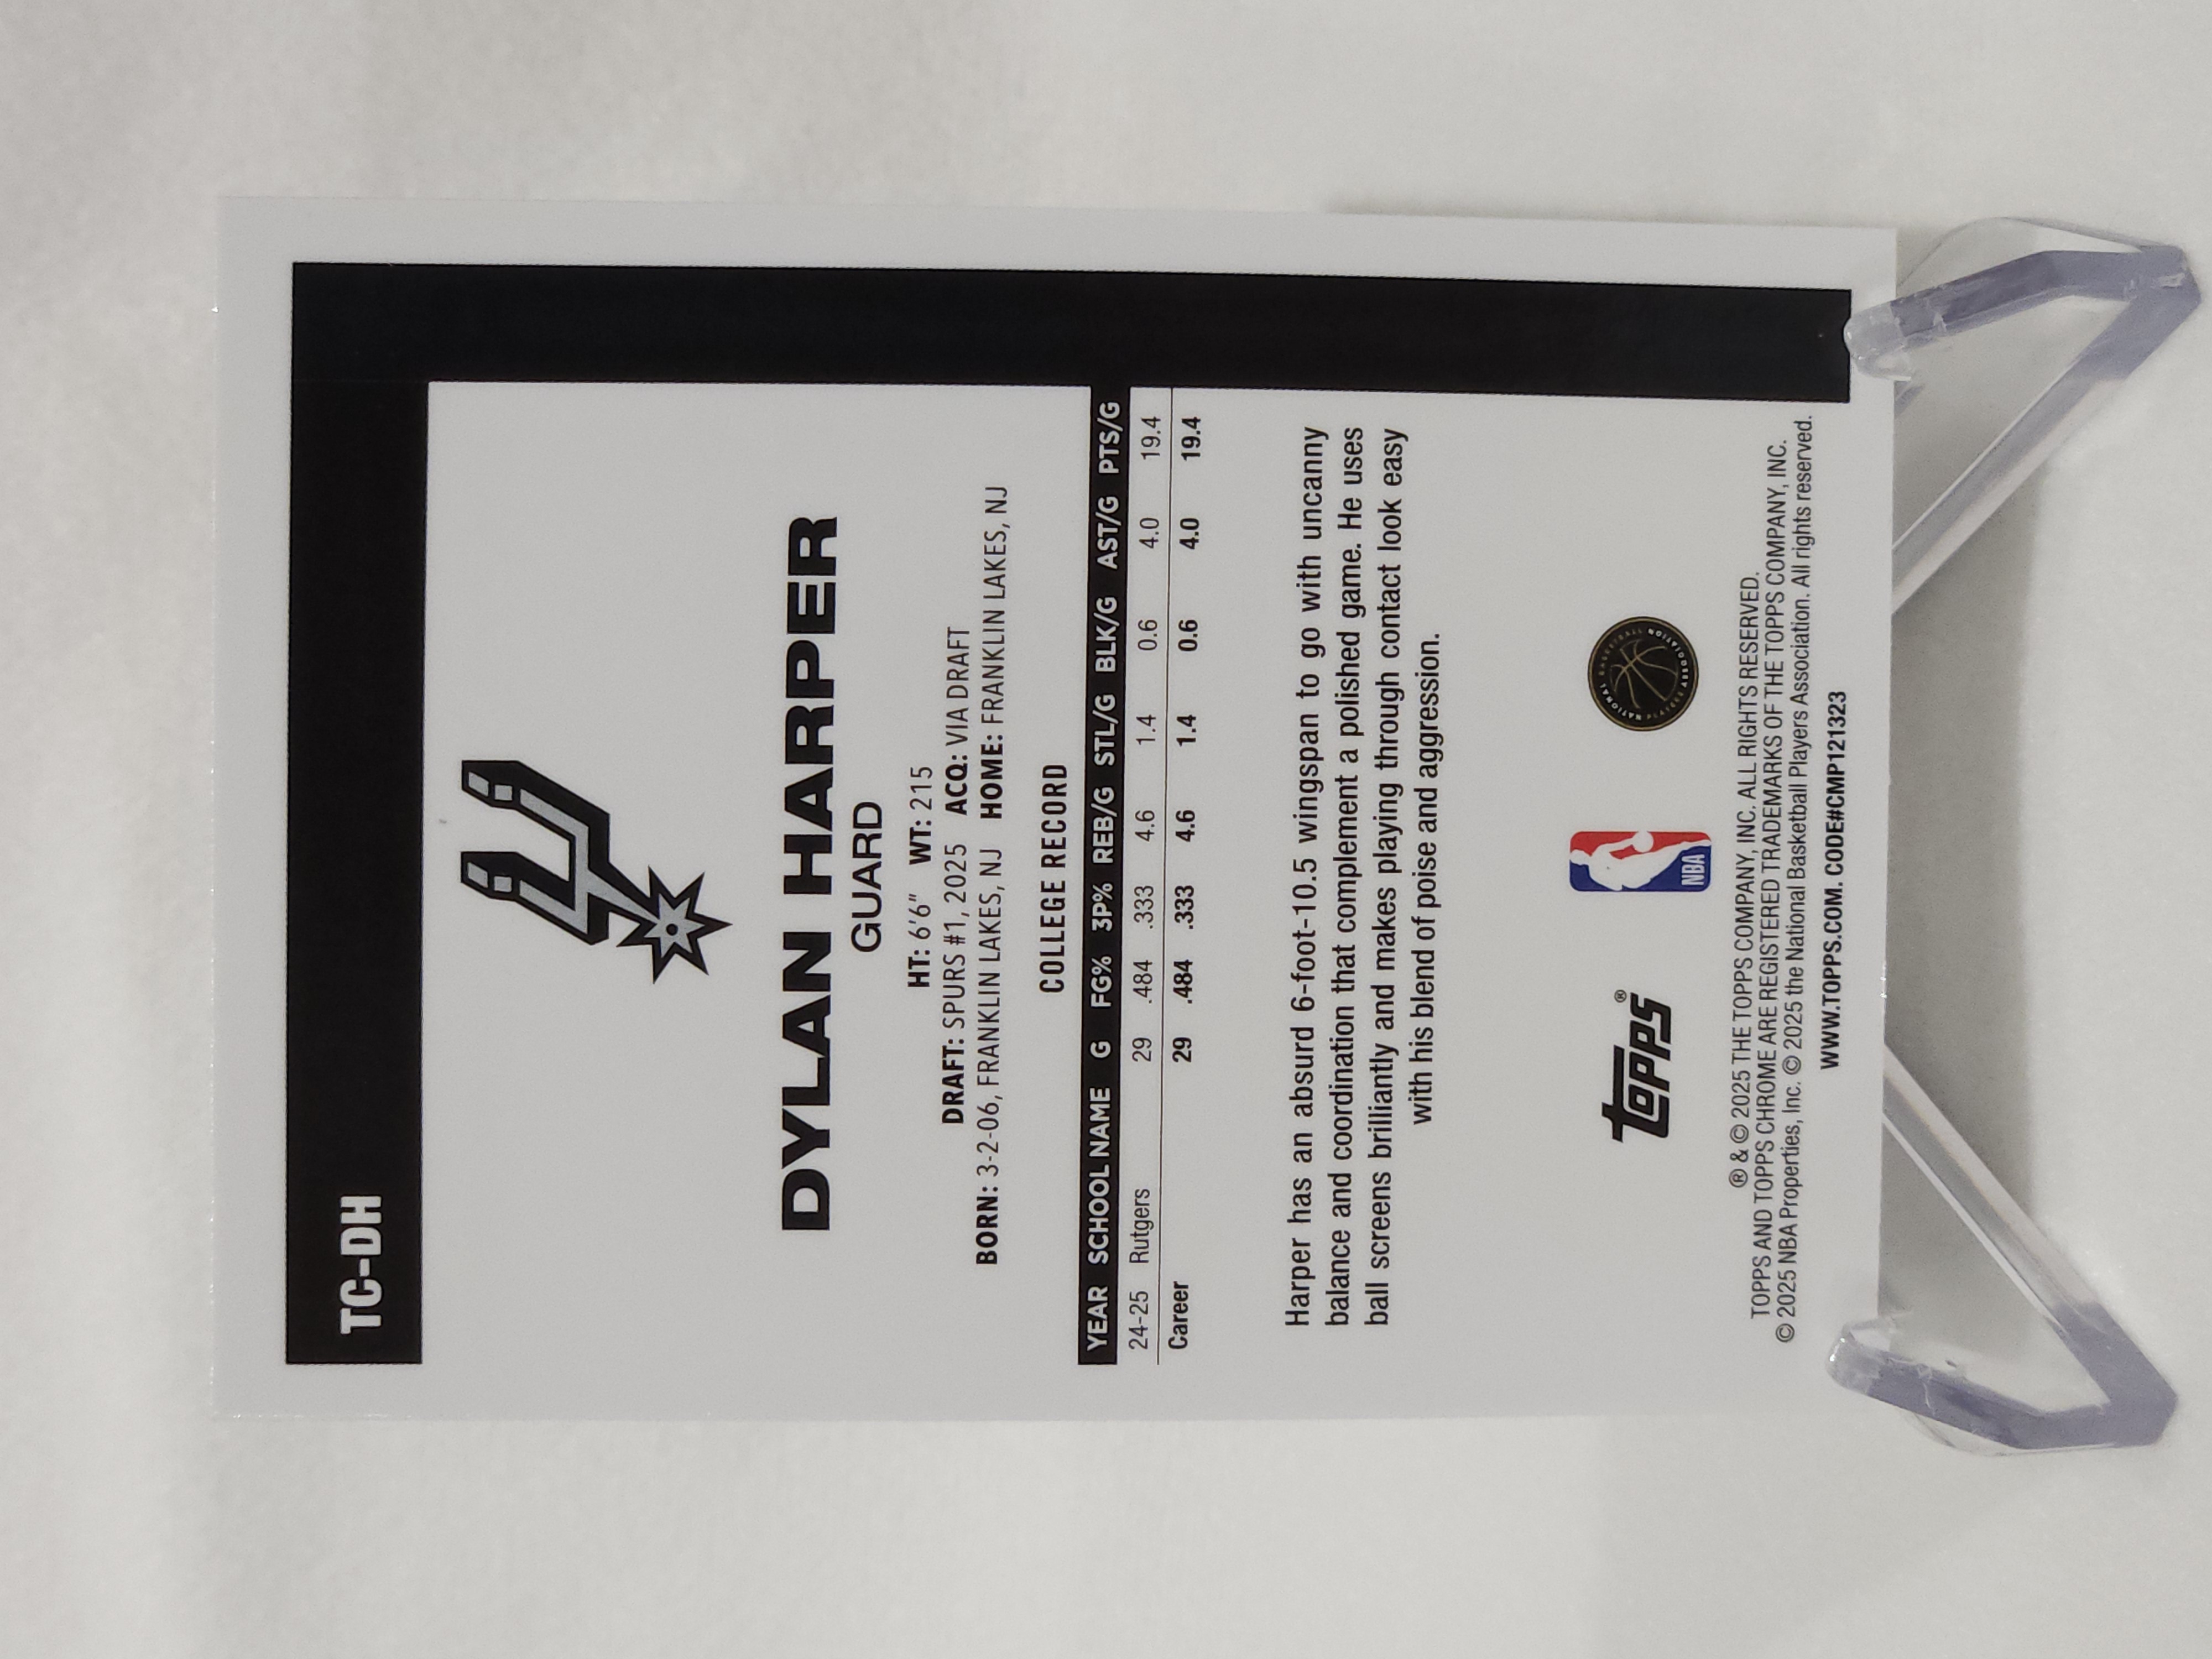 TC-DH
DYLAN HARPER
GUARD
HT: 6'6" WT: 215
DRAFT: SPURS #1, 2025 ACQ: VIA DRAFT
BORN: 3-2-06, FRANKLIN LAKES, NJ HOME: FRANKLIN LAKES, NJ
COLLEGE RECORD
YEAR SCHOOL NAME G FG% 3P% REB/G STL/G BLK/G AST/G PTS/G
24-25 Rutgers 29 .484 .333 4.6 1.4 0.6 4.0 19.4
Career 29 .484 .333 4.6 1.4 0.6 4.0 19.4
Harper has an absurd 6-foot-10.5 wingspan to go with uncanny
balance and coordination that complement a polished game. He uses
ball screens brilliantly and makes playing through contact look easy
with his blend of poise and aggression.
topps®
NBA
NATIONAL BASKETBALL PLAYERS ASSOCIATION
® & © 2025 THE TOPPS COMPANY, INC. ALL RIGHTS RESERVED.
TOPPS AND TOPPS CHROME ARE REGISTERED TRADEMARKS OF THE TOPPS COMPANY, INC.
© 2025 NBA Properties, Inc. © 2025 the National Basketball Players Association. All rights reserved.
WWW.TOPPS.COM. CODE#CMP121323